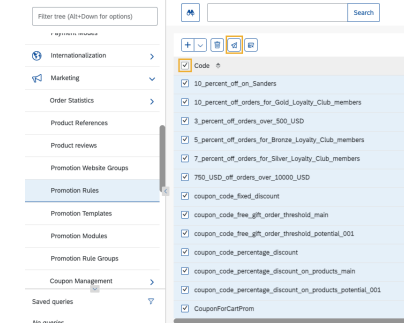 Filter tree (Alt+Down for options)
Search
Payment Modes
Internationalization
Marketing
Order Statistics
Product References
Product reviews
Promotion Website Groups
Promotion Rules
Promotion Templates
Promotion Modules
Promotion Rule Groups
Coupon Management
Saved queries
No queries
Code
10_percent_off_on_Sanders
10_percent_off_orders_for_Gold_Loyalty_Club_members
3_percent_off_orders_over_500_USD
5_percent_off_orders_for_Bronze_Loyalty_Club_members
7_percent_off_orders_for_Silver_Loyalty_Club_members
750_USD_off_orders_over_10000_USD
coupon_code_fixed_discount
coupon_code_free_gift_order_threshold_main
coupon_code_free_gift_order_threshold_potential_001
coupon_code_percentage_discount
coupon_code_percentage_discount_on_products_main
coupon_code_percentage_discount_on_products_potential_001
CouponForCartProm